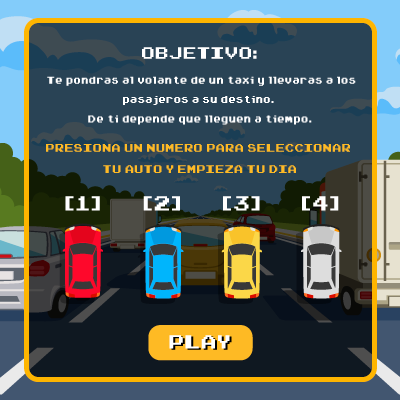 OBJETIVO:
Te pondras al volante de un taxi y llevaras a los
pasajeros a su destino.
De ti depende que lleguen a tiempo.
PRESIONA UN NUMERO PARA SELECCIONAR
TU AUTO Y EMPIEZA TU DIA
[1] [2] [3] [4]
PLAY